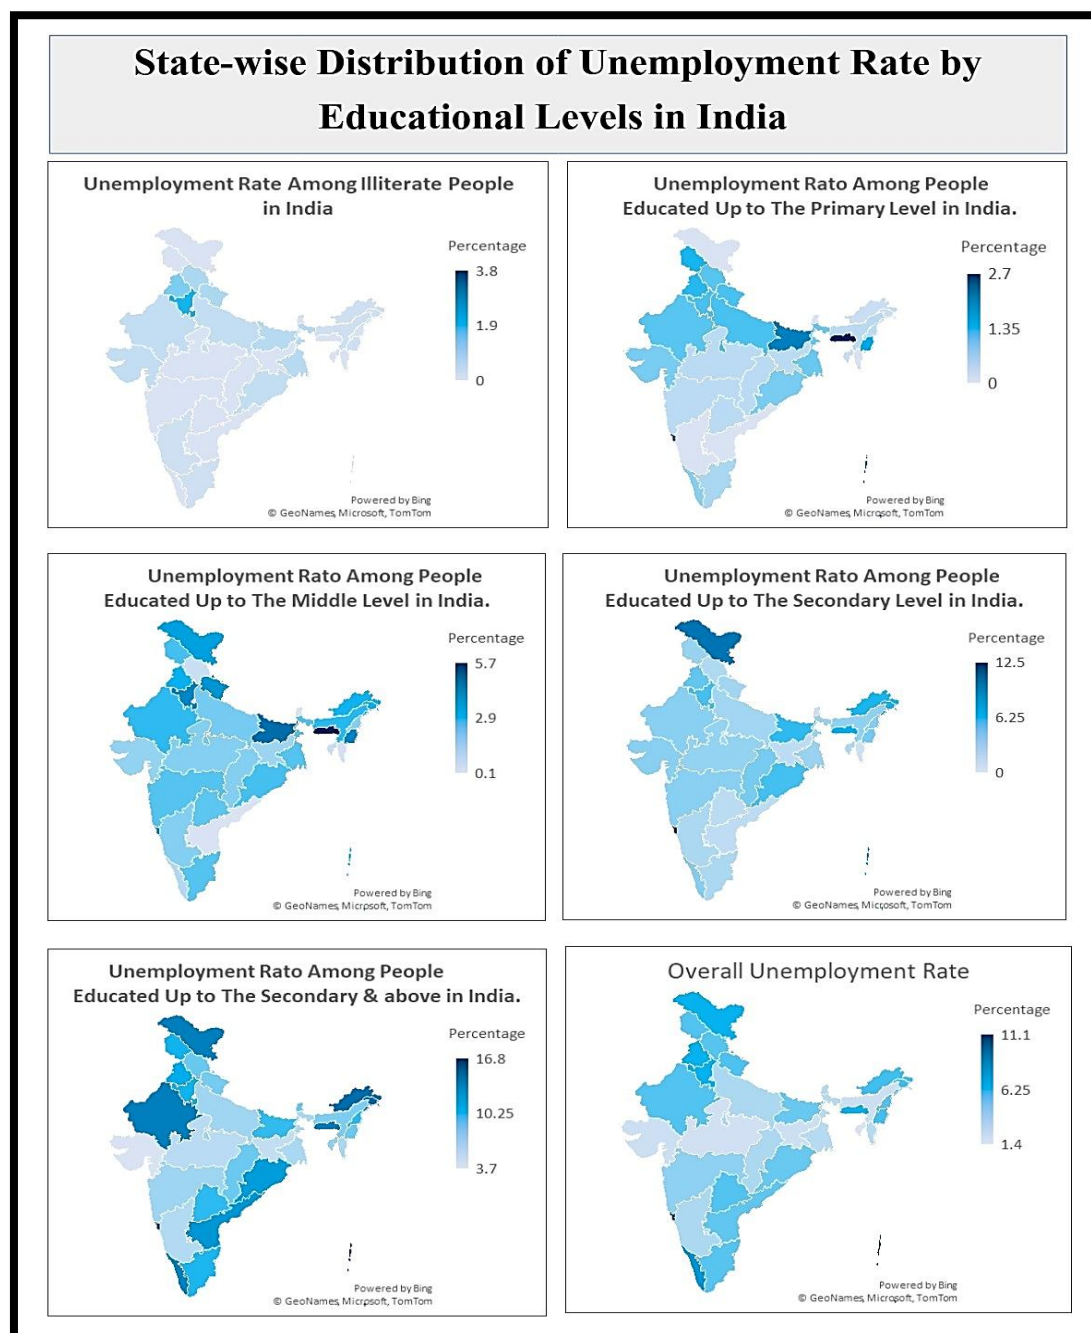 State-wise Distribution of Unemployment Rate by
Educational Levels in India
Unemployment Rate Among Illiterate People
in India
Percentage
3.8
1.9
0
Powered by Bing
© GeoNames, Microsoft, TomTom
Unemployment Rato Among People
Educated Up to The Primary Level in India.
Percentage
2.7
1.35
0
Powered by Bing
© GeoNames, Microsoft, TomTom
Unemployment Rato Among People
Educated Up to The Middle Level in India.
Percentage
5.7
2.9
0.1
Powered by Bing
© GeoNames, Microsoft, TomTom
Unemployment Rato Among People
Educated Up to The Secondary Level in India.
Percentage
12.5
6.25
0
Powered by Bing
© GeoNames, Microsoft, TomTom
Unemployment Rato Among People
Educated Up to The Secondary & above in India.
Percentage
16.8
10.25
3.7
Powered by Bing
© GeoNames, Microsoft, TomTom
Overall Unemployment Rate
Percentage
11.1
6.25
1.4
Powered by Bing
© GeoNames, Microsoft, TomTom